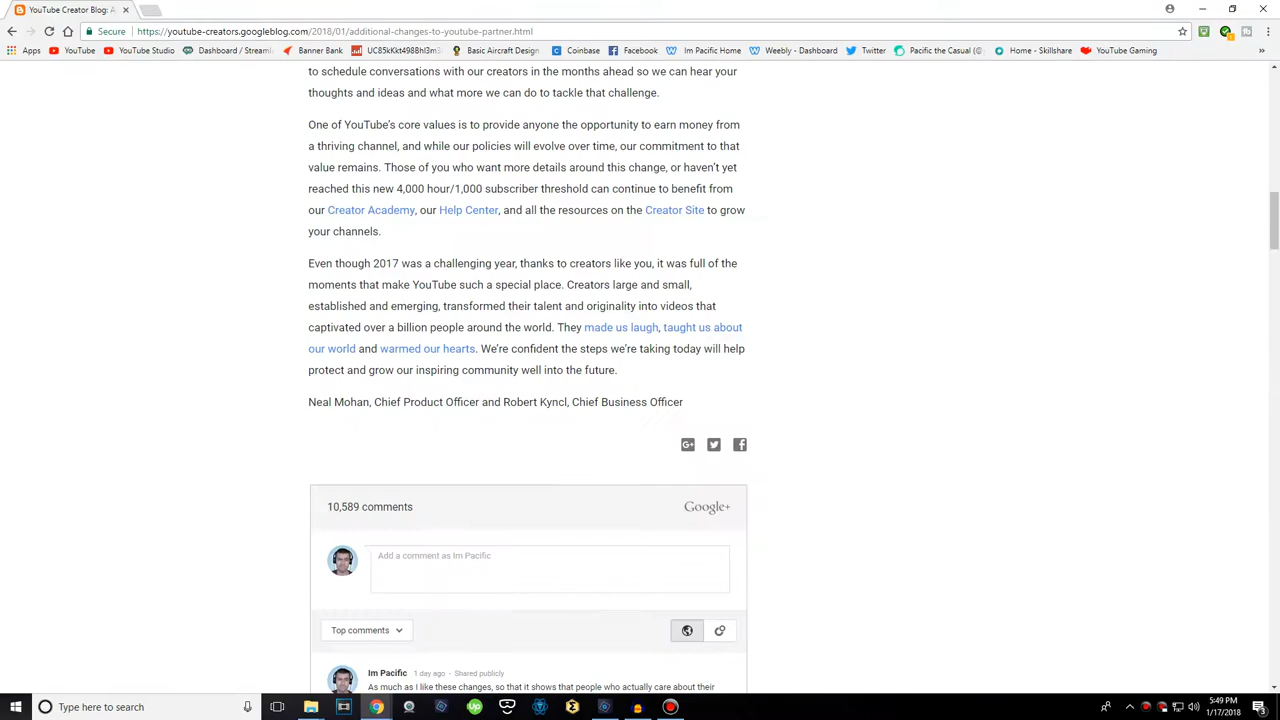 YouTube Creator Blog: A
Secure
https://youtube-creators.googleblog.com/2018/01/additional-changes-to-youtube-partner.html
Apps YouTube YouTube Studio Dashboard / Streaml Banner Bank Basic Aircraft Design Coinbase Facebook Im Pacific Home Weebly - Dashboard Twitter Pacific the Casual (@ Home - Skillshare YouTube Gaming
to schedule conversations with our creators in the months ahead so we can hear your
thoughts and ideas and what more we can do to tackle that challenge.
One of YouTube's core values is to provide anyone the opportunity to earn money from
a thriving channel, and while our policies will evolve over time, our commitment to that
value remains. Those of you who want more details around this change, or haven't yet
reached this new 4,000 hour/1,000 subscriber threshold can continue to benefit from
our Creator Academy, our Help Center, and all the resources on the Creator Site to grow
your channels.
Even though 2017 was a challenging year, thanks to creators like you, it was full of the
moments that make YouTube such a special place. Creators large and small,
established and emerging, transformed their talent and originality into videos that
captivated over a billion people around the world. They made us laugh, taught us about
our world and warmed our hearts. We're confident the steps we're taking today will help
protect and grow our inspiring community well into the future.
Neal Mohan, Chief Product Officer and Robert Kyncl, Chief Business Officer
G+
10,589 comments Google+
Add a comment as Im Pacific
Top comments
Im Pacific 1 day ago - Shared publicly
As much as I like these changes, so that it shows that people who actually care about their
Type here to search
5:49 PM
1/17/2018